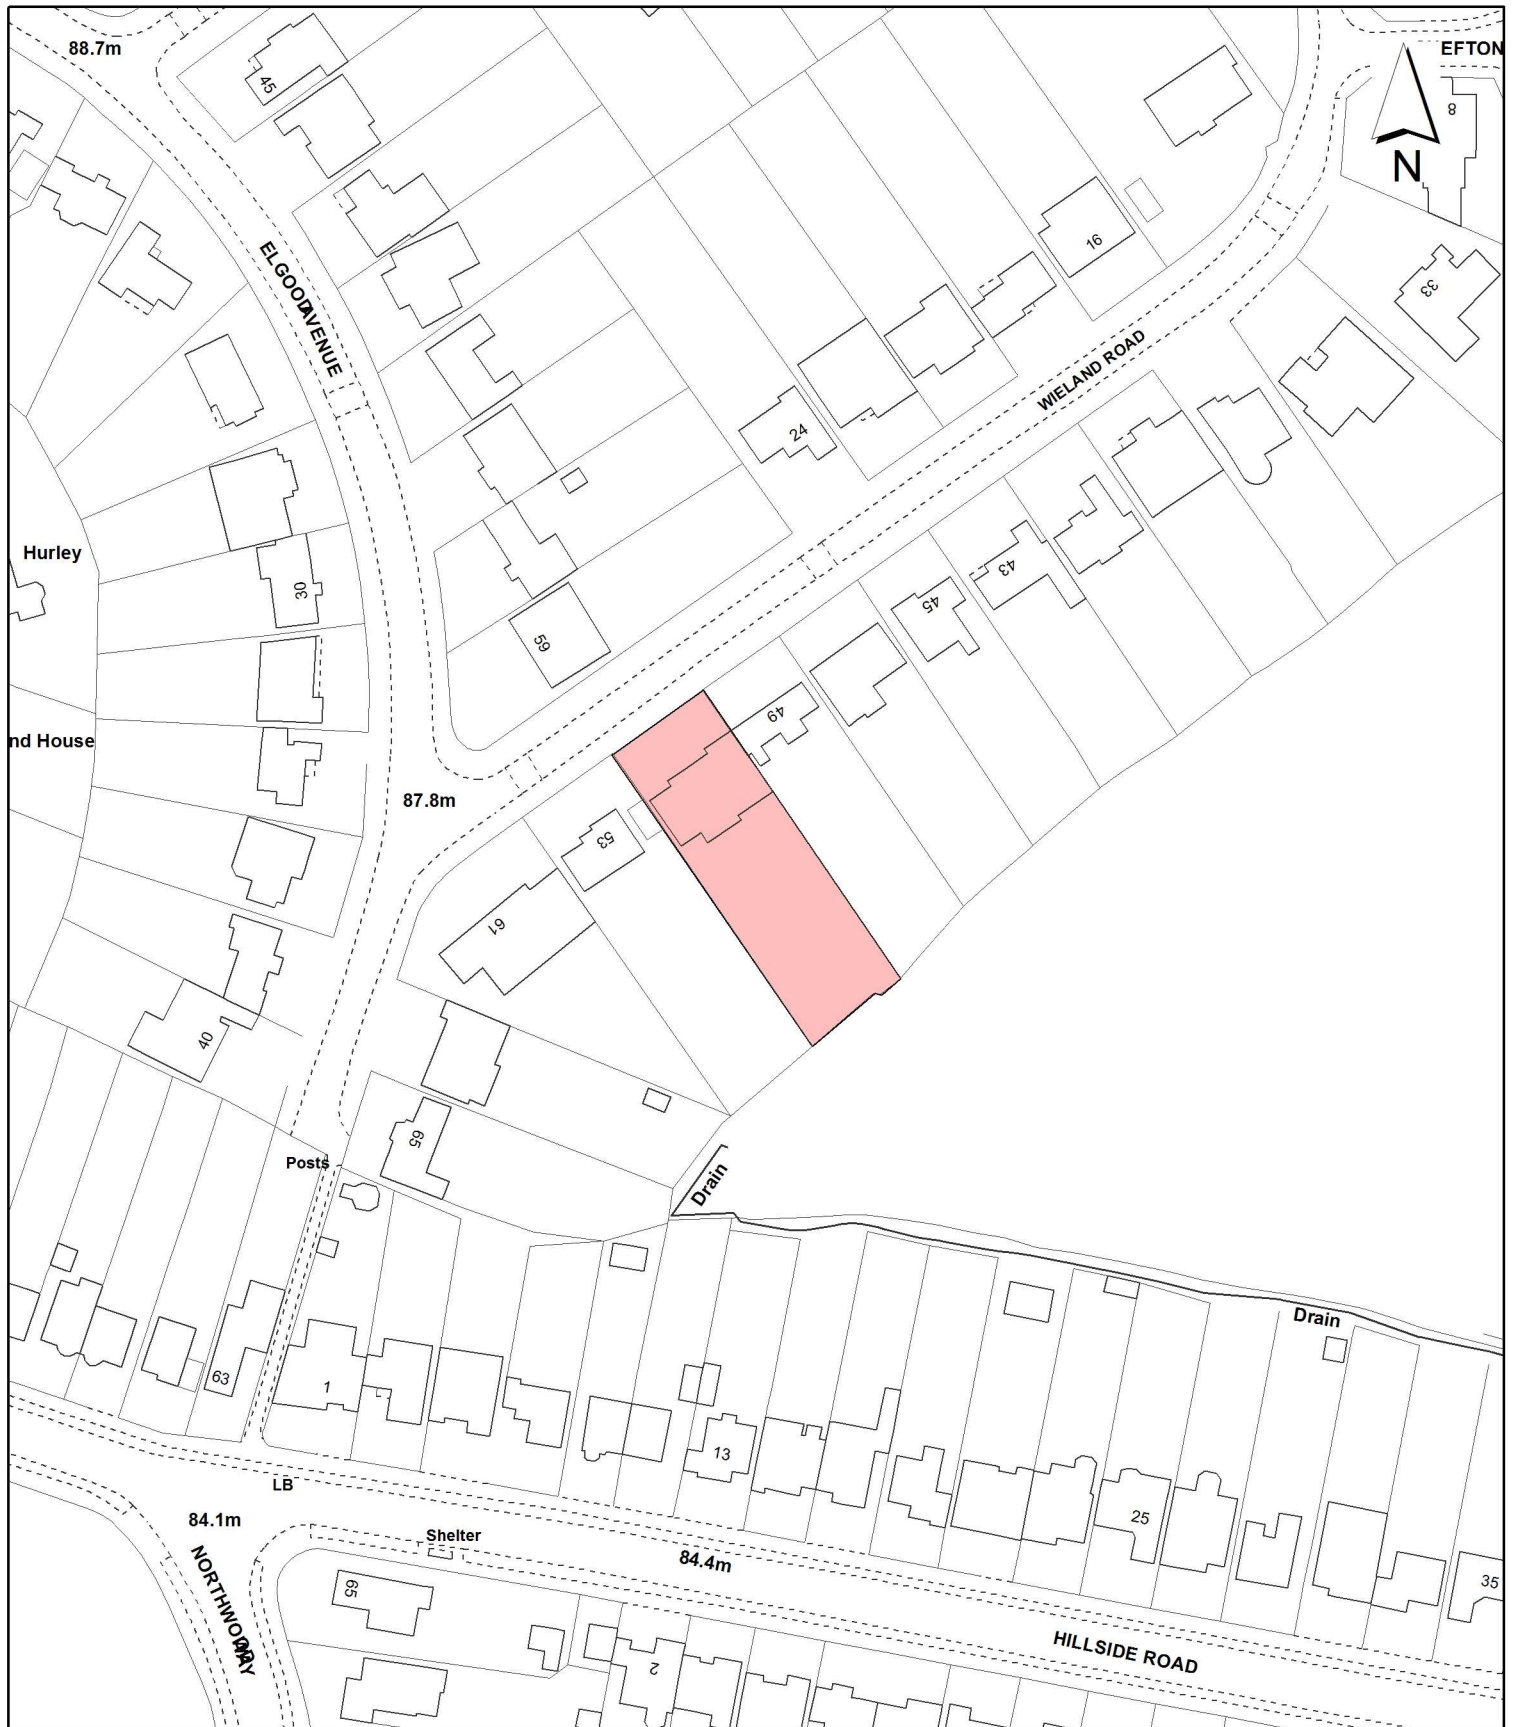 88.7m
EFTON
45
8
N
ELGOOD AVENUE
16
33
WIELAND ROAD
24
Hurley
43
30
45
59
49
nd House
87.8m
53
61
40
65
Posts
Drain
Drain
63
1
13
LB
25
84.1m
Shelter
84.4m
35
NORTHWOOD WAY
65
HILLSIDE ROAD
2